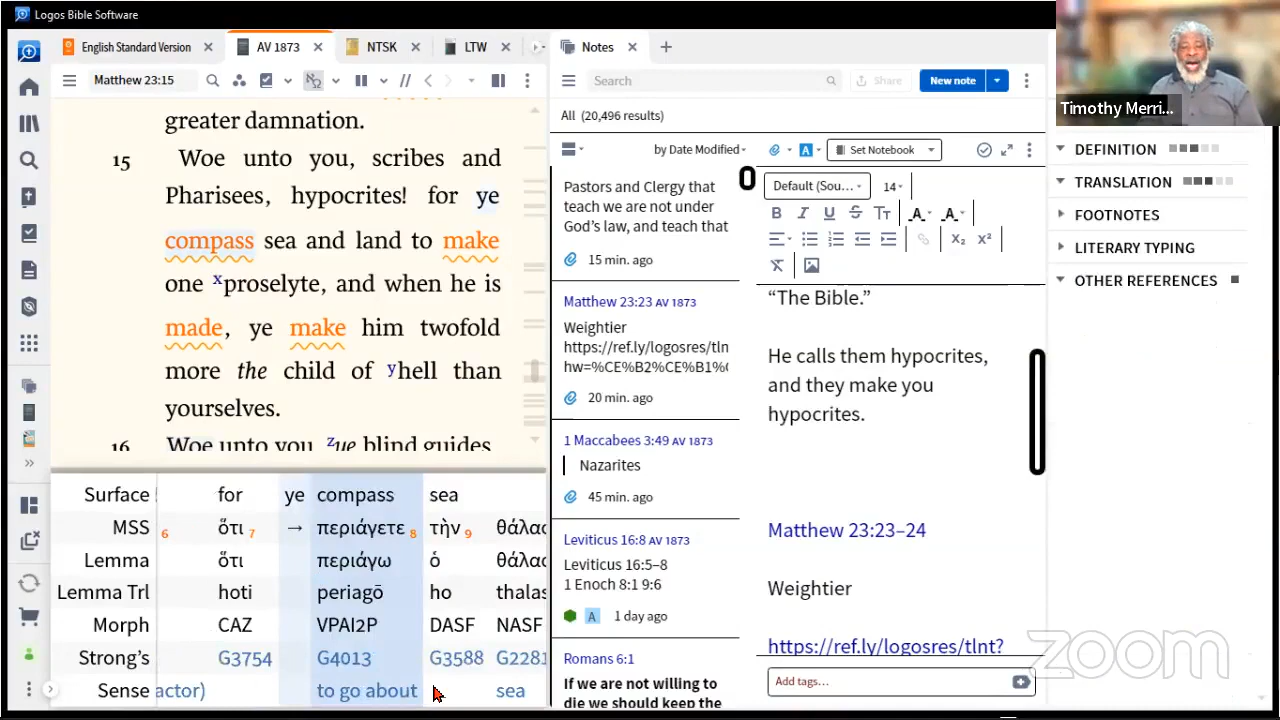 Logos Bible Software
English Standard Version
AV 1873
NTSK
LTW
Matthew 23:15
greater damnation.
15 Woe unto you, scribes and
Pharisees, hypocrites! for ye
compass sea and land to make
one xproselyte, and when he is
made, ye make him twofold
more the child of yhell than
yourselves.
16 Woe unto you, zye blind guides,
Surface for ye compass sea
MSS 6 ὅτι 7 → περιάγετε 8 τὴν 9 θάλας
Lemma ὅτι περιάγω ὁ θάλας
Lemma Trl hoti periagō ho thalas
Morph CAZ VPAI2P DASF NASF
Strong's G3754 G4013 G3588 G2281
Sense actor) to go about sea
Notes
Search
Share
New note
All (20,496 results)
by Date Modified
Set Notebook
Pastors and Clergy that
teach we are not under
God's law, and teach that
15 min. ago
Matthew 23:23 AV 1873
Weightier
https://ref.ly/logosres/tln
hw=%CE%B2%CE%B1%C
20 min. ago
1 Maccabees 3:49 AV 1873
Nazarites
45 min. ago
Leviticus 16:8 AV 1873
Leviticus 16:5–8
1 Enoch 8:1 9:6
A 1 day ago
Romans 6:1
If we are not willing to
die we should keep the
Default (Sou...
14
B I U S TT A A
X₂ X²
“The Bible.”
He calls them hypocrites,
and they make you
hypocrites.
Matthew 23:23–24
Weightier
https://ref.ly/logosres/tlnt?
Add tags...
Timothy Merri...
DEFINITION
TRANSLATION
FOOTNOTES
LITERARY TYPING
OTHER REFERENCES
zoom